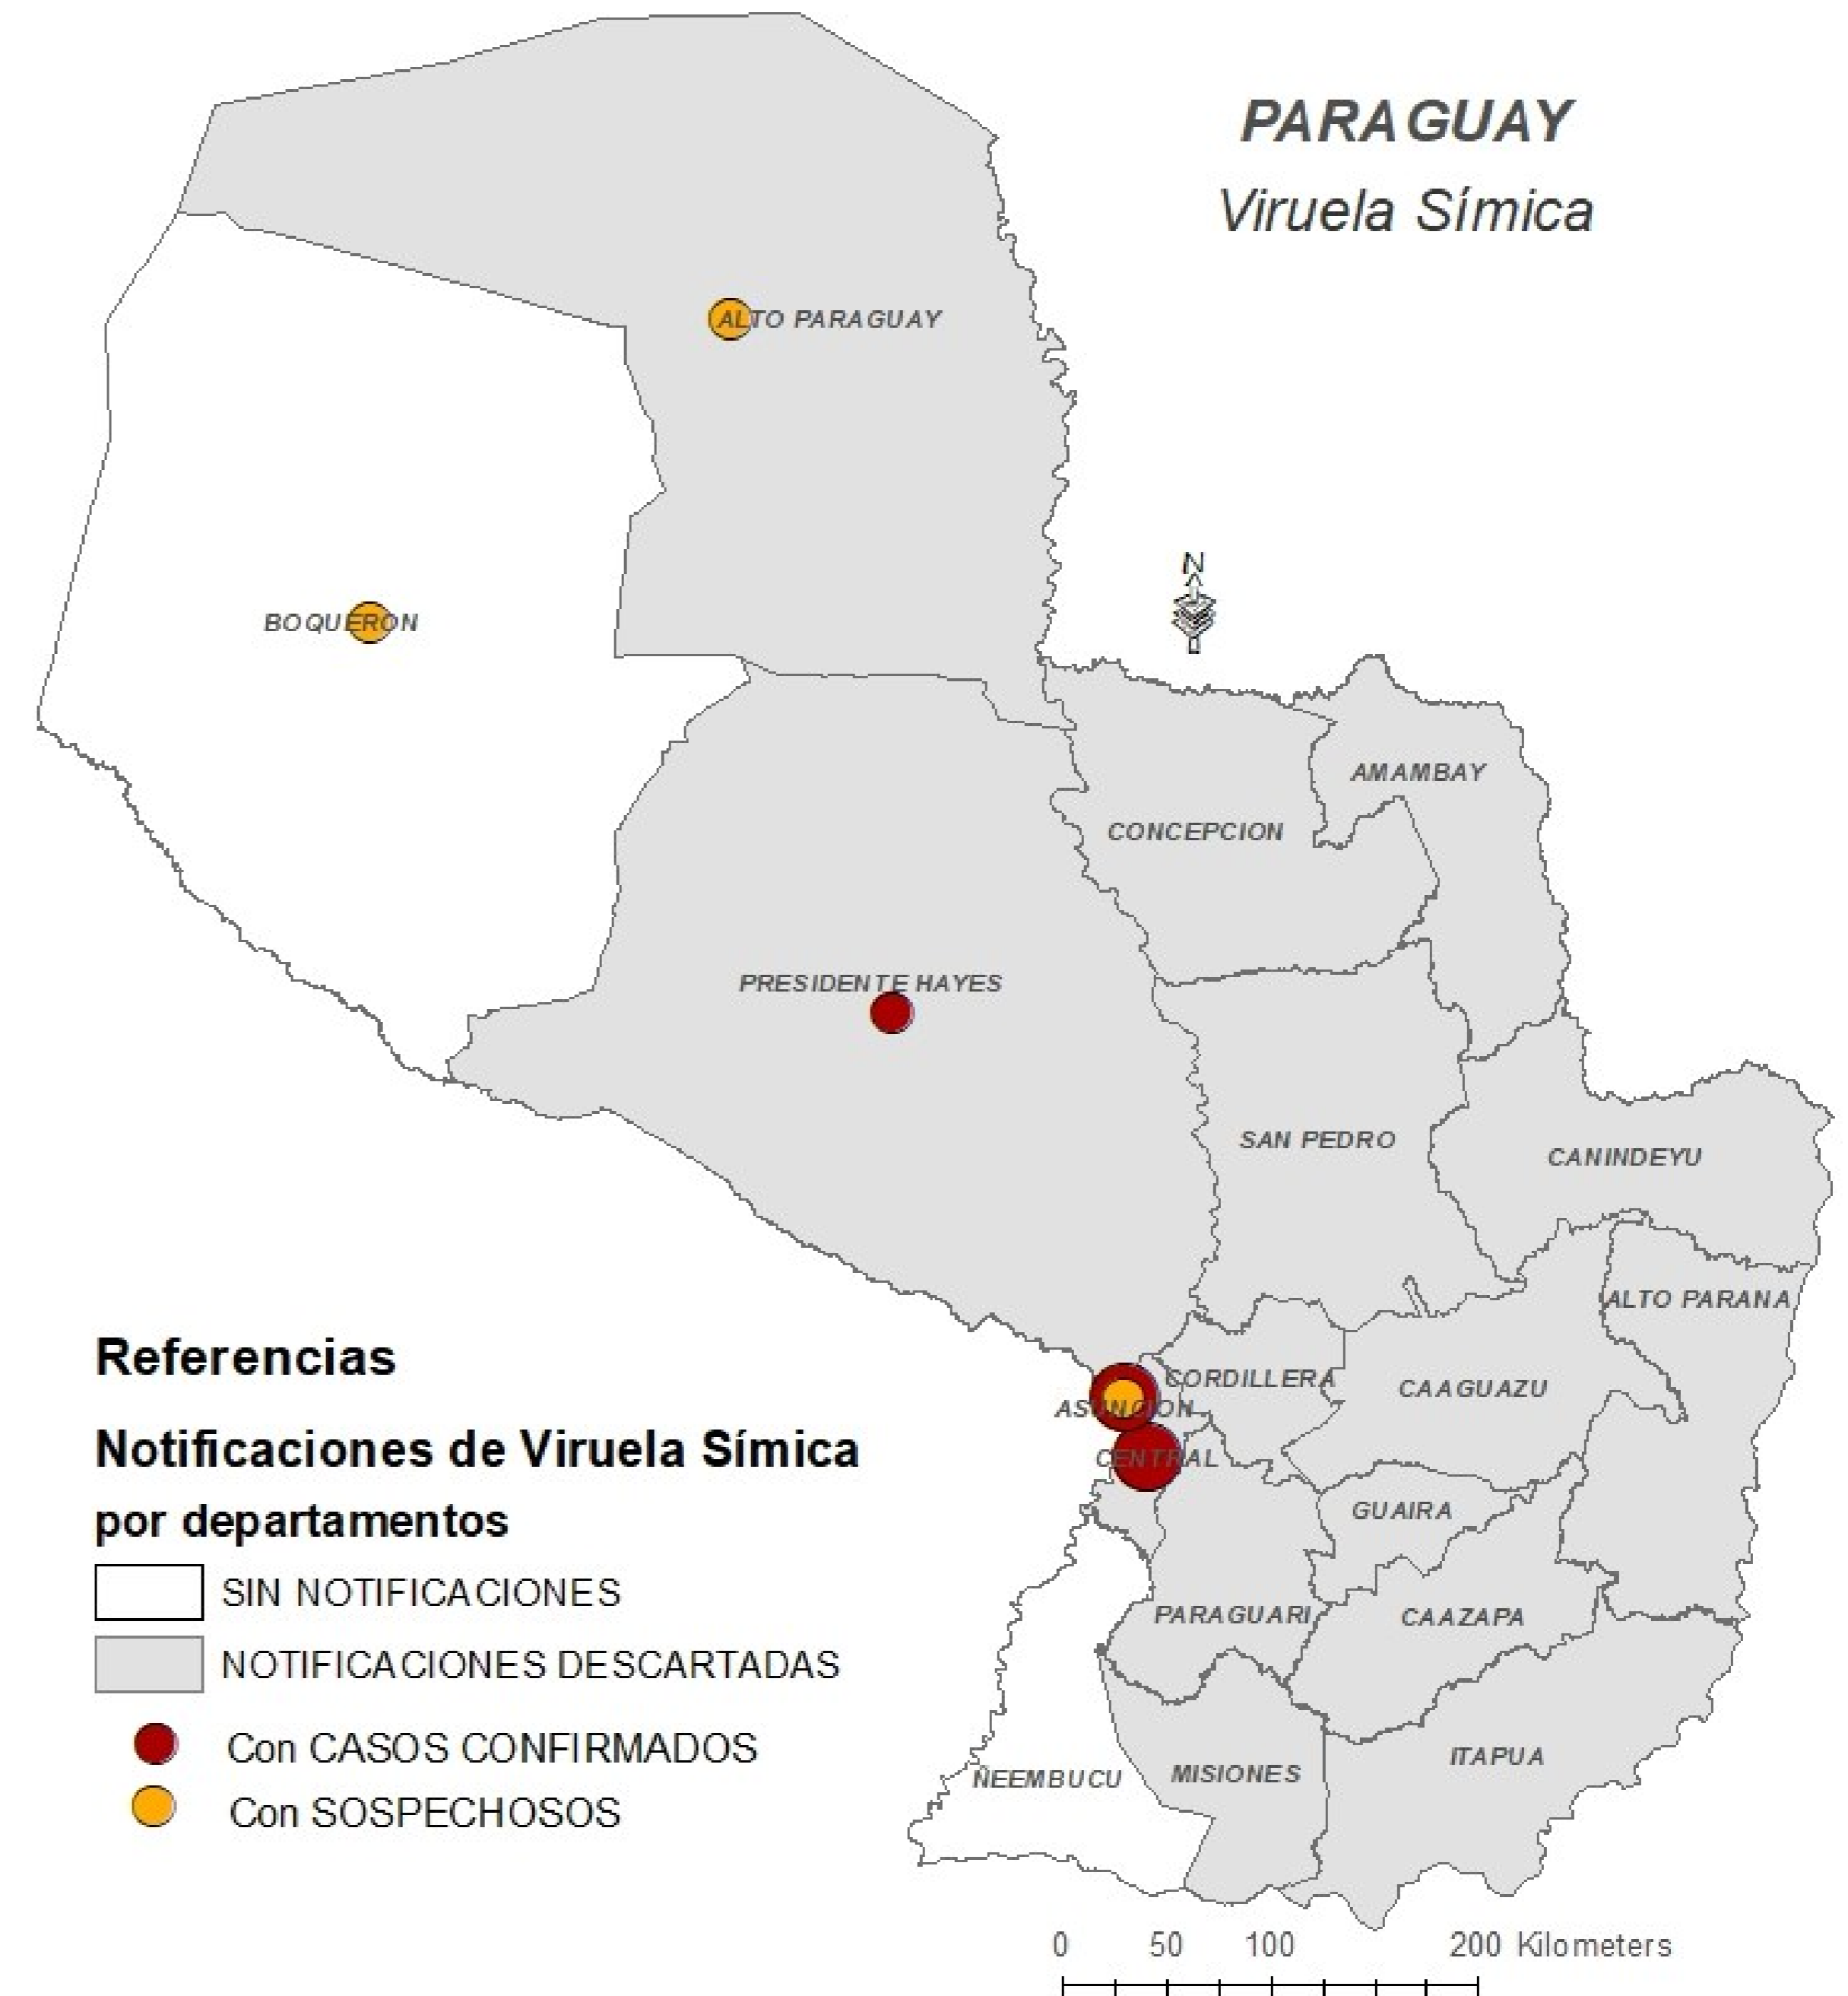 PARAGUAY
Viruela Símica
ALTO PARAGUAY
N
BOQUERON
AMAMBAY
CONCEPCION
PRESIDENTE HAYES
SAN PEDRO
CANINDEYU
ALTO PARANA
CORDILLERA
CAAGUAZU
ASUNCION
CENTRAL
GUAIRA
PARAGUARI
CAAZAPA
ITAPUA
MISIONES
ÑEEMBUCU
Referencias
Notificaciones de Viruela Símica
por departamentos
SIN NOTIFICACIONES
NOTIFICACIONES DESCARTADAS
Con CASOS CONFIRMADOS
Con SOSPECHOSOS
0 50 100 200 Kilometers